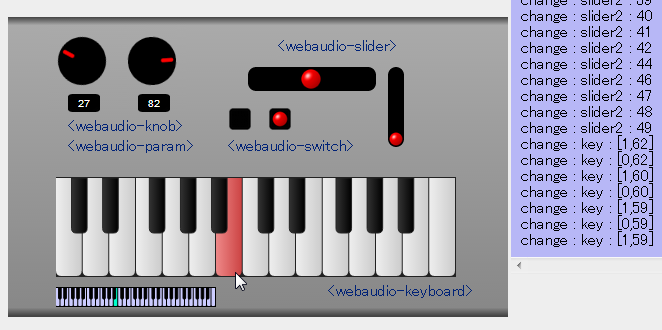 <webaudio-slider>
27
82
<webaudio-knob>
<webaudio-param>
<webaudio-switch>
<webaudio-keyboard>
change : slider2 : 39
change : slider2 : 40
change : slider2 : 41
change : slider2 : 42
change : slider2 : 44
change : slider2 : 46
change : slider2 : 47
change : slider2 : 48
change : slider2 : 49
change : key : [1,62]
change : key : [0,62]
change : key : [1,60]
change : key : [0,60]
change : key : [1,59]
change : key : [0,59]
change : key : [1,59]